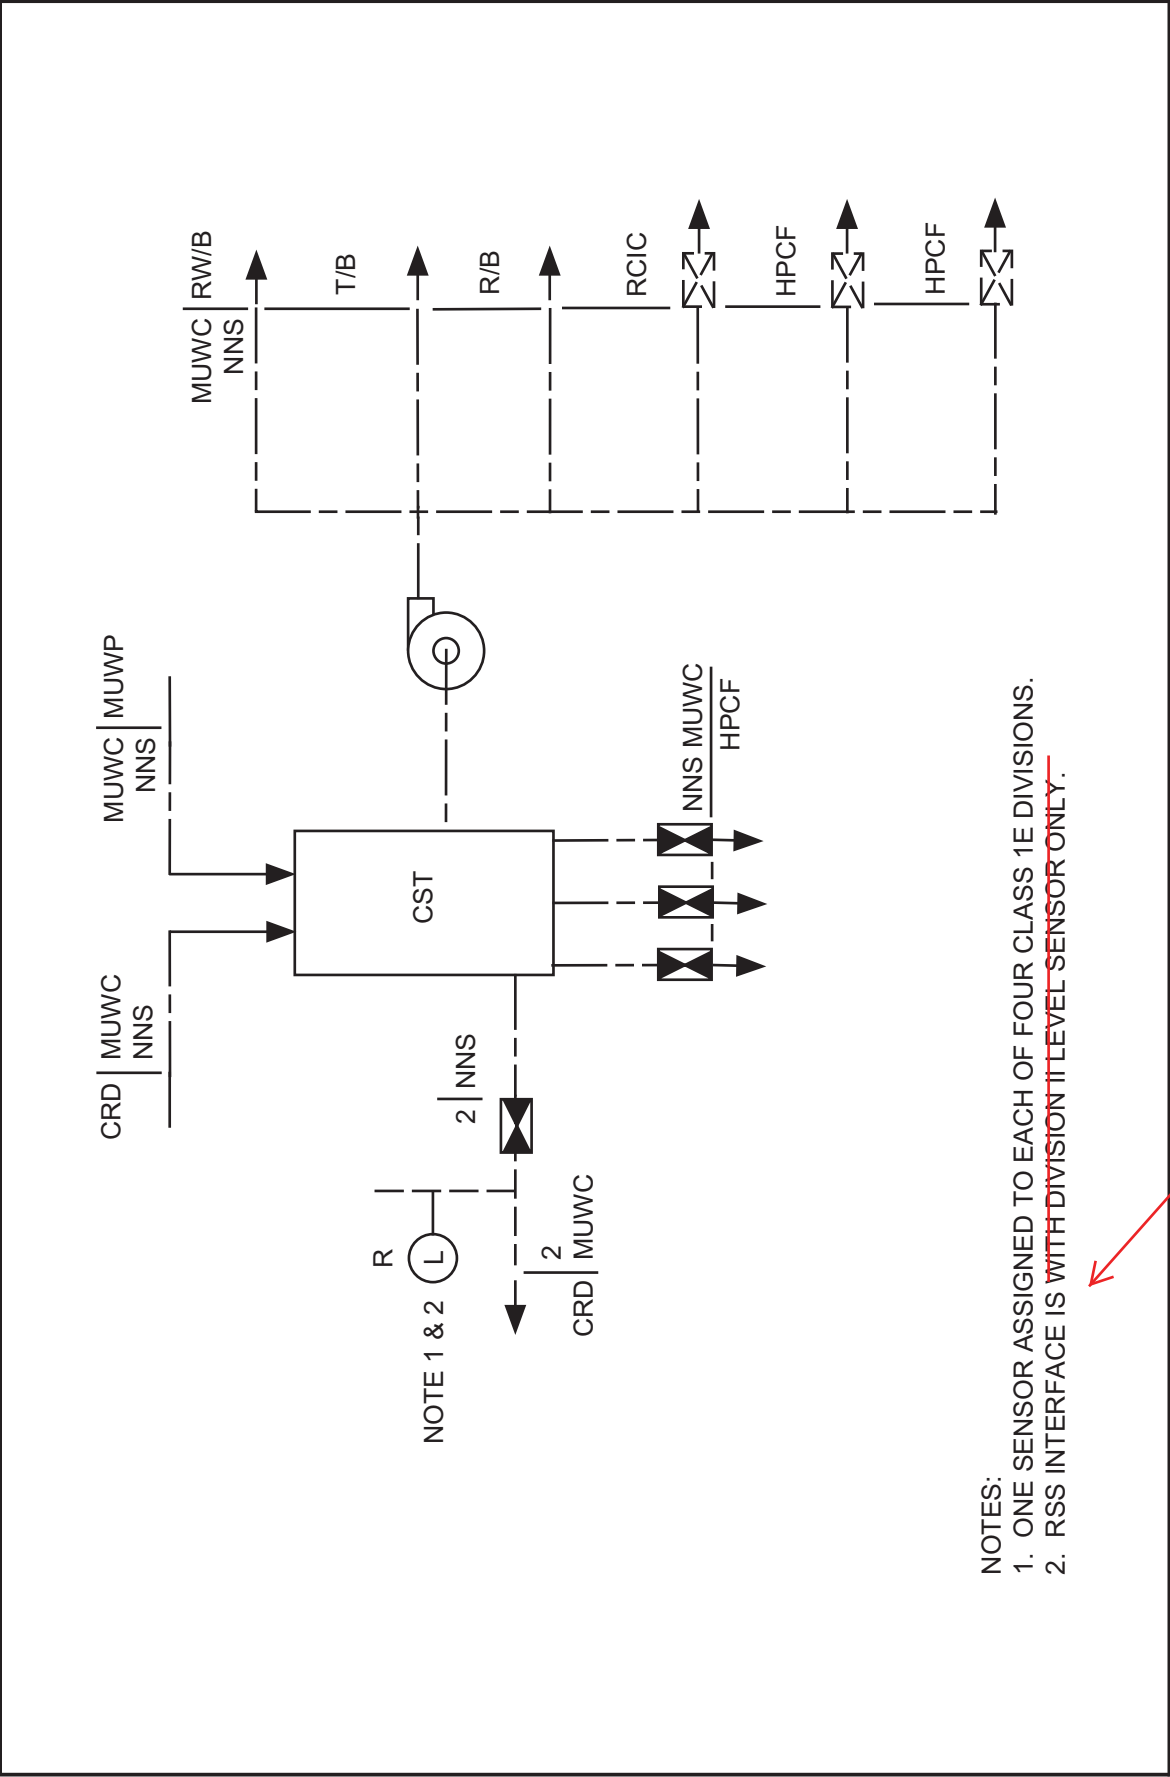 CRD | MUWC
NNS
MUWC | MUWP
NNS
MUWC | RW/B
NNS
T/B
R/B
RCIC
HPCF
HPCF
CST
2 | NNS
R
L
NOTE 1 & 2
2
CRD | MUWC
NNS MUWC
HPCF
NOTES:
1. ONE SENSOR ASSIGNED TO EACH OF FOUR CLASS 1E DIVISIONS.
2. RSS INTERFACE IS WITH DIVISION II LEVEL SENSOR ONLY.